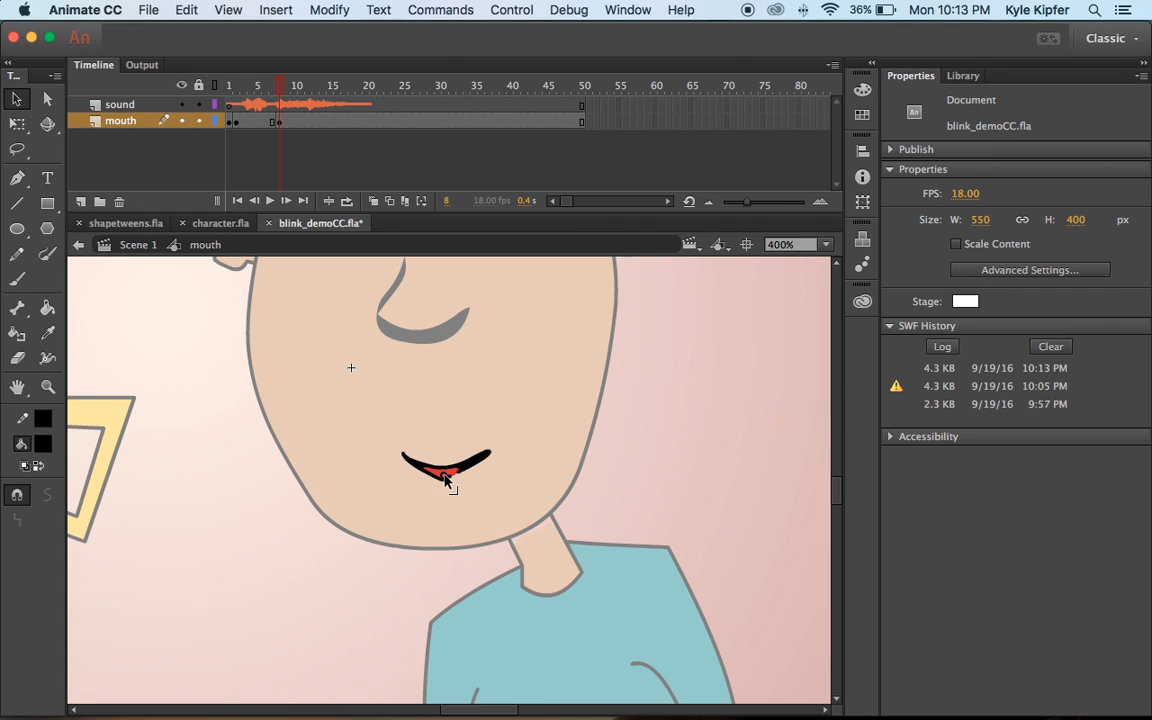 Animate CC File Edit View Insert Modify Text Commands Control Debug Window Help 36% Mon 10:13 PM Kyle Kipfer
An Classic
Timeline Output
T...
1 5 10 15 20 25 30 35 40 45 50 55 60 65 70 75 80
sound
mouth
8 18.00 fps 0.4 s
shapetweens.fla character.fla blink_demoCC.fla*
Scene 1 mouth 400%
Properties Library
Document
An
blink_demoCC.fla
Publish
Properties
FPS: 18.00
Size: W: 550 H: 400 px
Scale Content
Advanced Settings...
Stage:
SWF History
Log Clear
4.3 KB 9/19/16 10:13 PM
4.3 KB 9/19/16 10:05 PM
2.3 KB 9/19/16 9:57 PM
Accessibility